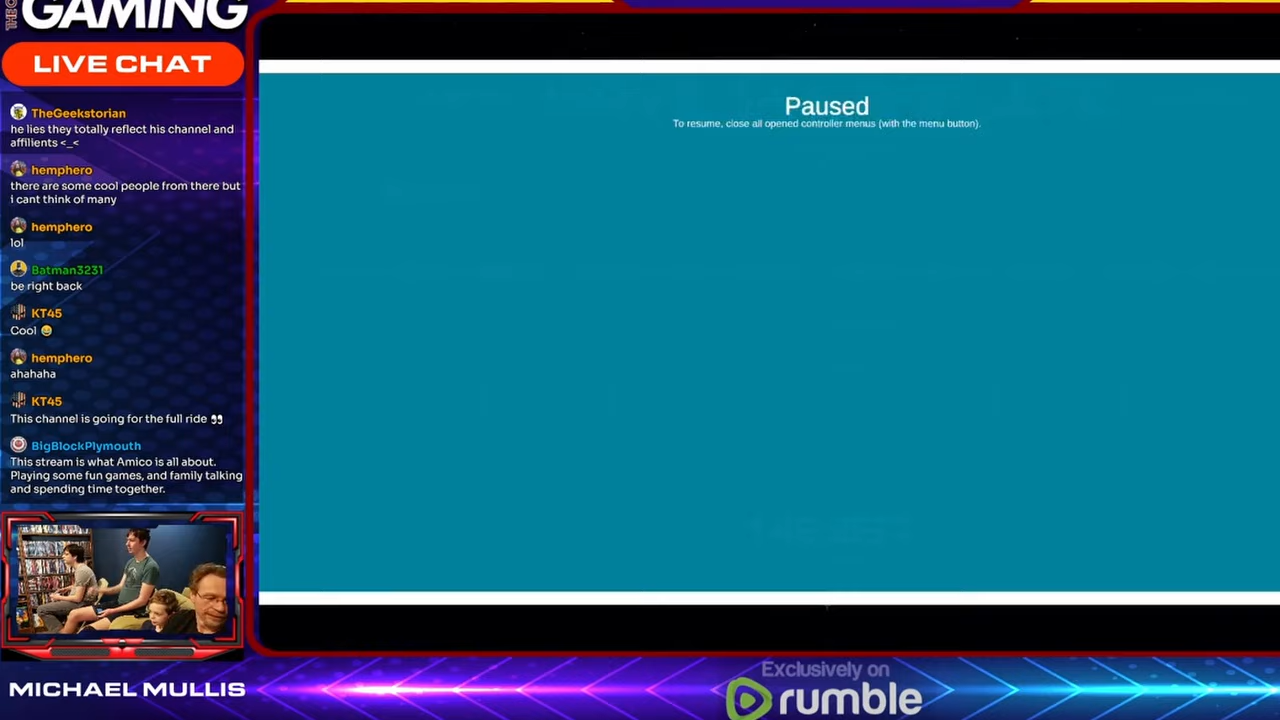 GAMING
LIVE CHAT
TheGeekstorian
he lies they totally reflect his channel and
affilients <_<
hemphero
there are some cool people from there but
i cant think of many
hemphero
lol
Batman3231
be right back
KT45
Cool 😄
hemphero
ahahaha
KT45
This channel is going for the full ride 👀
BigBlockPlymouth
This stream is what Amico is all about.
Playing some fun games, and family talking
and spending time together.
MICHAEL MULLIS
Paused
To resume, close all opened controller menus (with the menu button).
Exclusively on
rumble